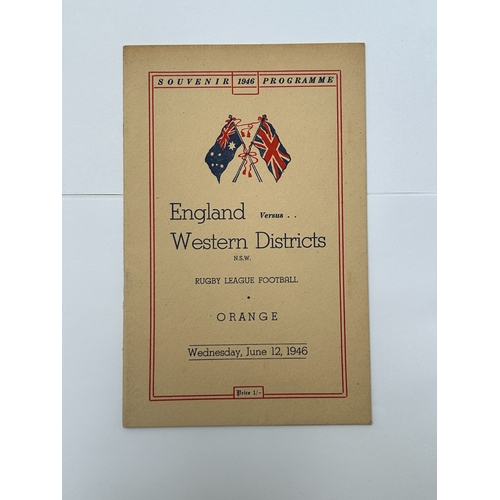 SOUVENIR 1946 PROGRAMME
England Versus . .
Western Districts
N.S.W.
RUGBY LEAGUE FOOTBALL
•
ORANGE
Wednesday, June 12, 1946
Price 1/-